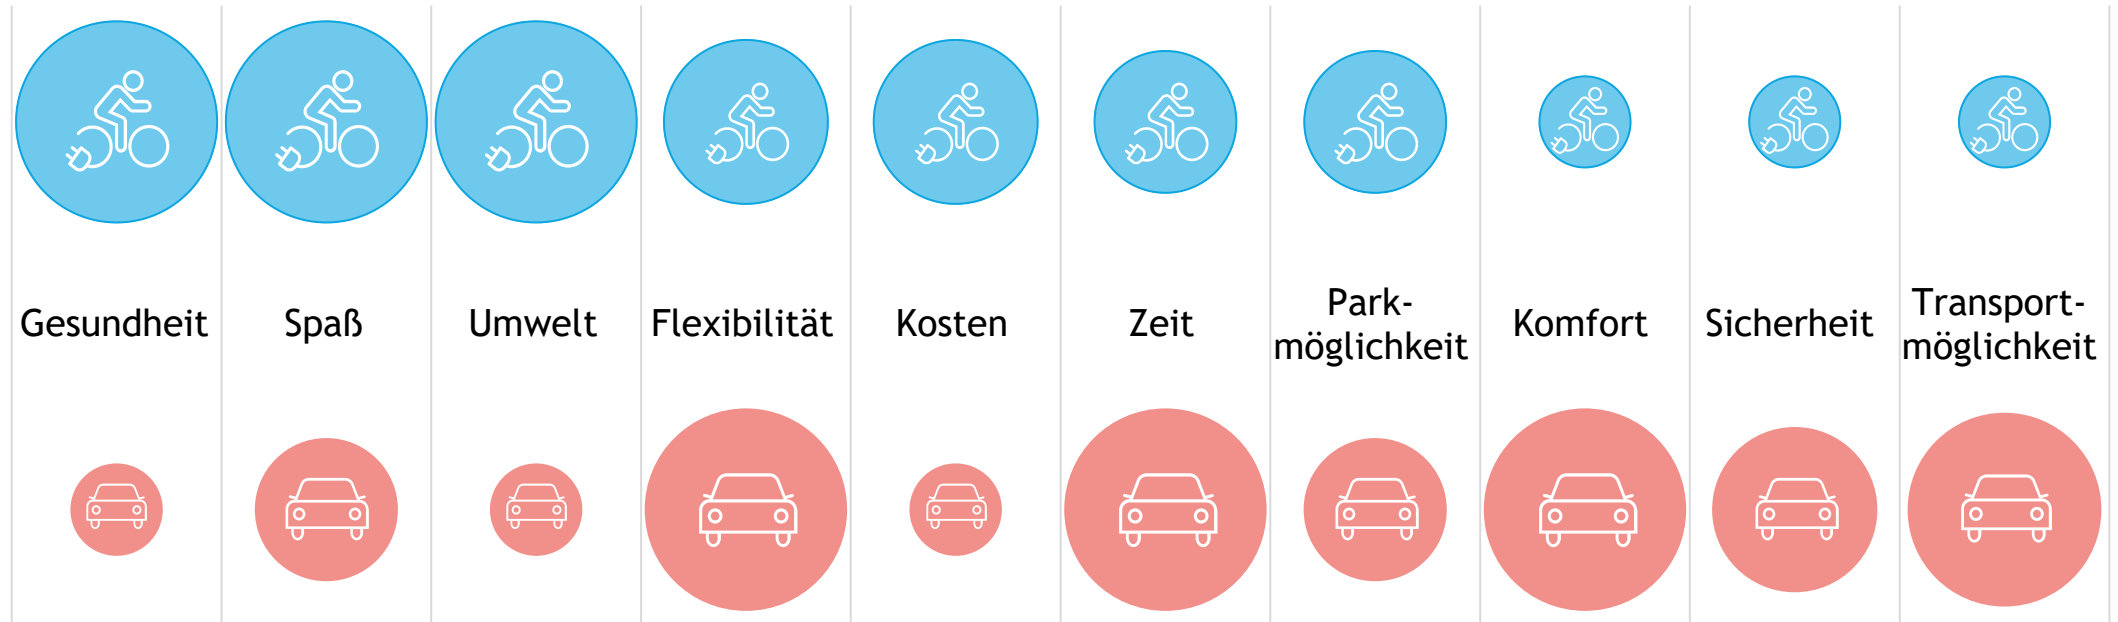 Gesundheit
Spaß
Umwelt
Flexibilität
Kosten
Zeit
Park-
möglichkeit
Komfort
Sicherheit
Transport-
möglichkeit